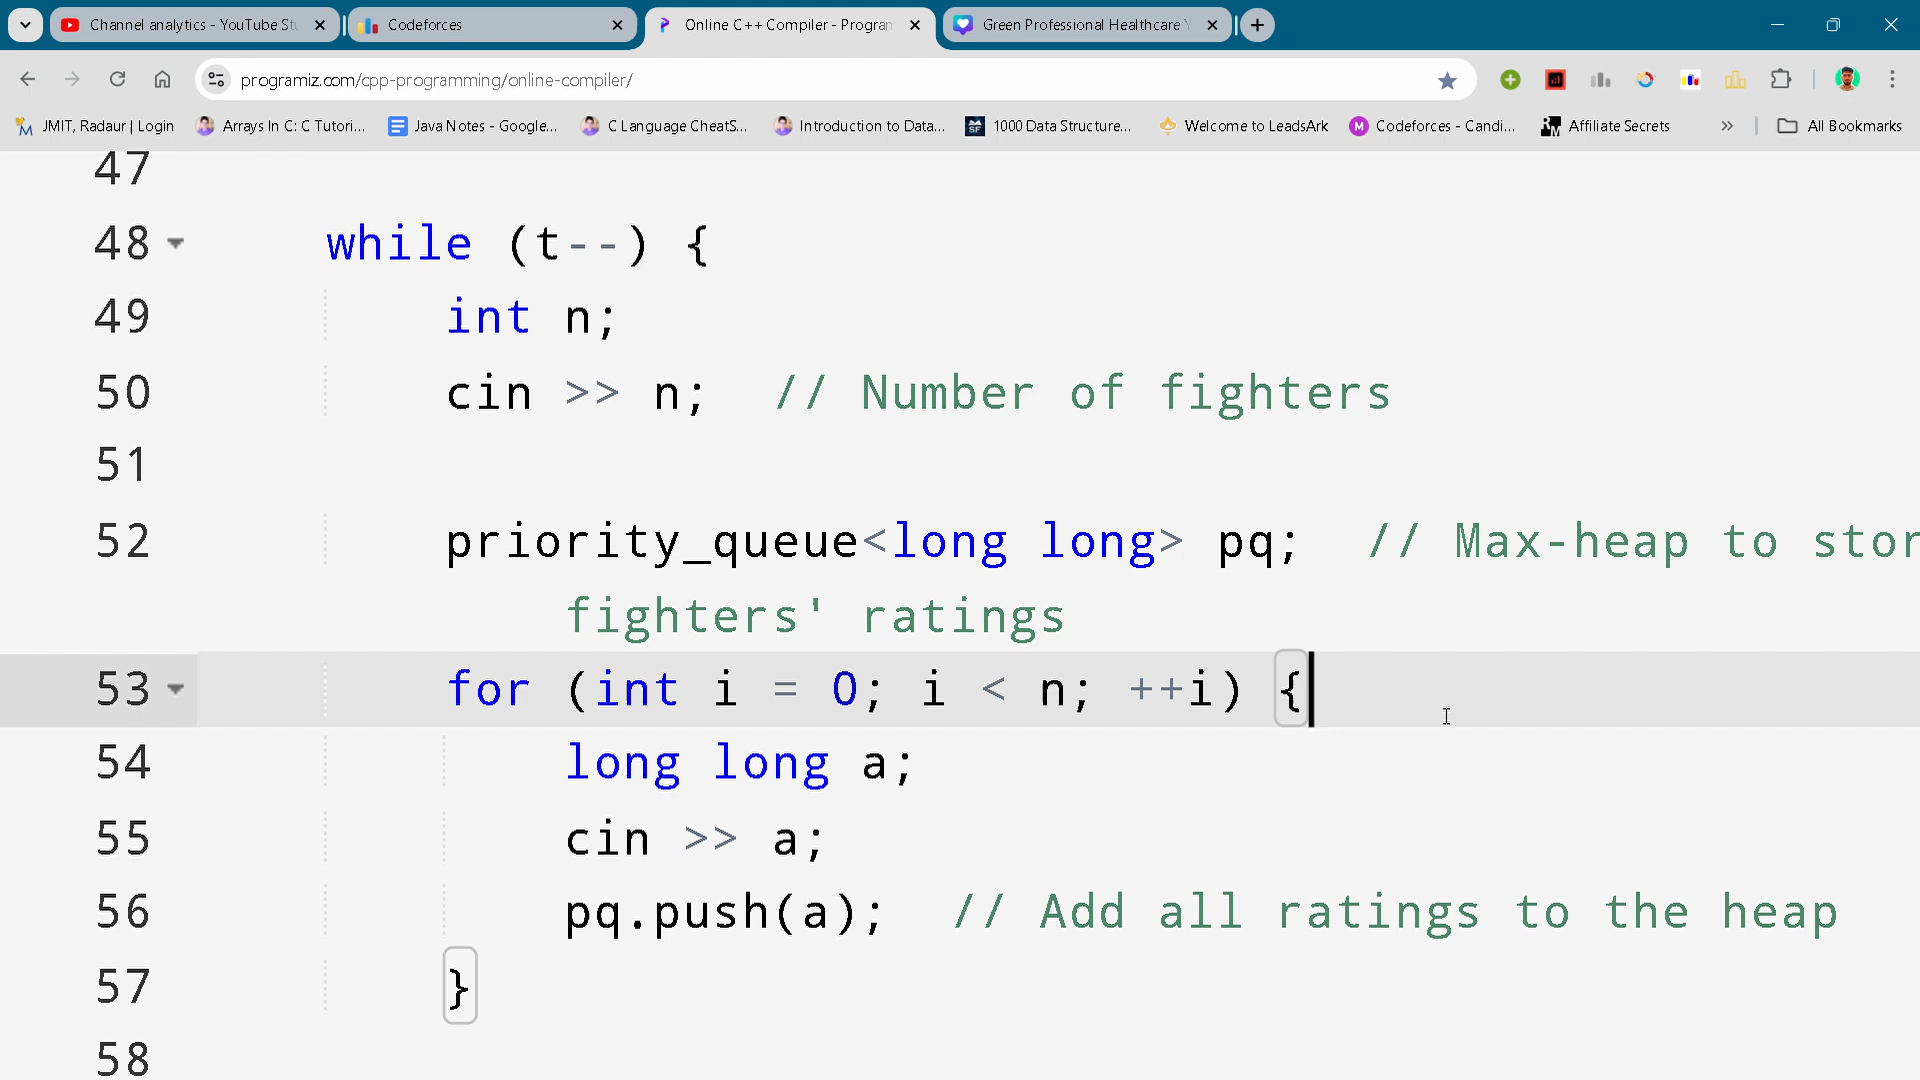 Channel analytics - YouTube Stu
Codeforces
Online C++ Compiler - Program
Green Professional Healthcare Y
programiz.com/cpp-programming/online-compiler/
JMIT, Radaur | Login
Arrays In C: C Tutori...
Java Notes - Google...
C Language CheatS...
Introduction to Data...
1000 Data Structure...
Welcome to LeadsArk
Codeforces - Candi...
Affiliate Secrets
All Bookmarks
47
48 while (t--) {
49 int n;
50 cin >> n; // Number of fighters
51
52 priority_queue<long long> pq; // Max-heap to stor
fighters' ratings
53 for (int i = 0; i < n; ++i) {
54 long long a;
55 cin >> a;
56 pq.push(a); // Add all ratings to the heap
57 }
58